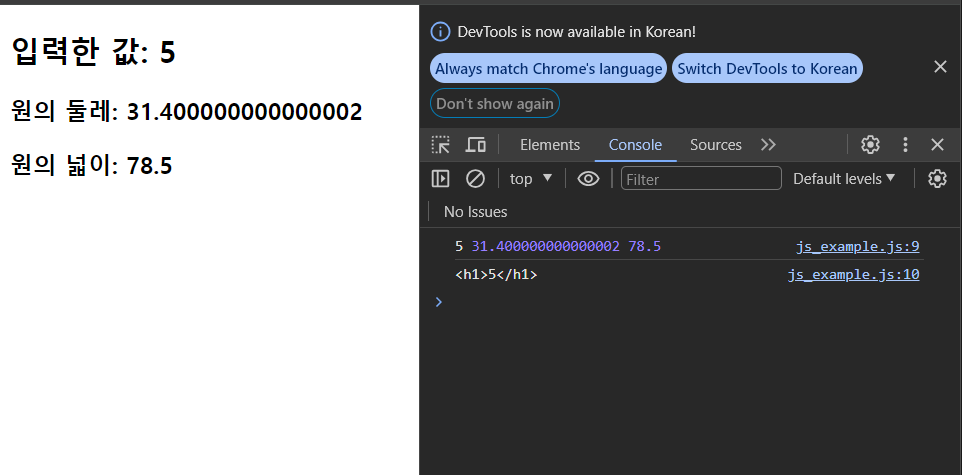 입력한 값: 5
원의 둘레: 31.400000000000002
원의 넓이: 78.5
DevTools is now available in Korean!
Always match Chrome's language Switch DevTools to Korean
Don't show again
Elements Console Sources
top Filter Default levels
No Issues
5 31.400000000000002 78.5 js_example.js:9
<h1>5</h1> js_example.js:10